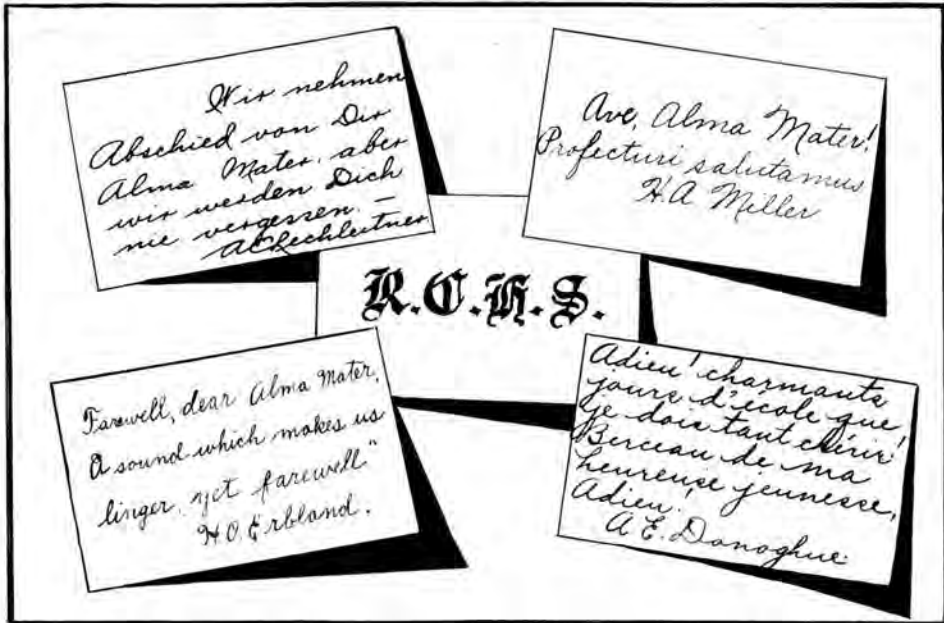 Wir nehmen
Abschied von Dir
Alma Mater, aber
wir werden Dich
nie vergessen. —
A C Lechleitner
Ave, Alma Mater!
Profecturi salutamus
H. A Miller
R.C.H.S.
Farewell, dear Alma Mater,
A sound which makes us
linger, yet farewell"
H. O. Erbland.
Adieu! charmants
jours d'école que
je dois tant chérir!
Berceau de ma
heureuse jeunesse,
Adieu!
A. E. Donoghue.